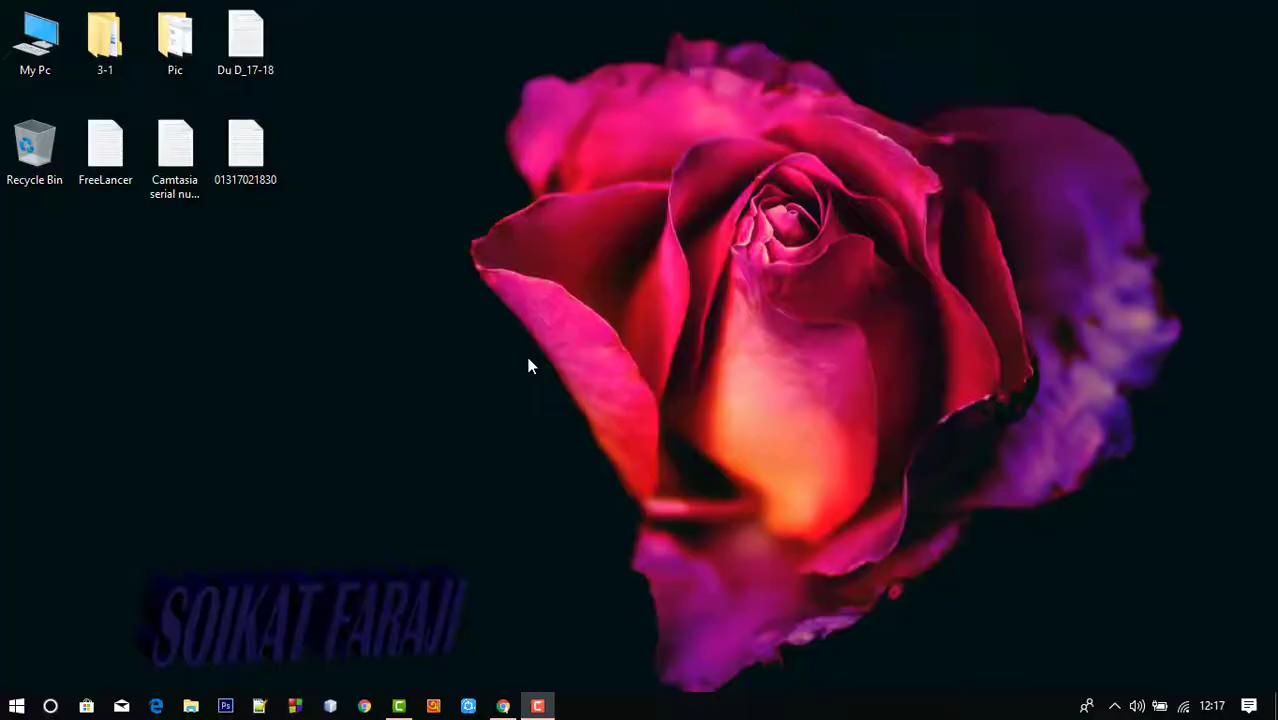 My Pc
3-1
Pic
Du D_17-18
Recycle Bin
FreeLancer
Camtasia
serial nu...
01317021830
SOIKAT FARAJI
Ps
12:17